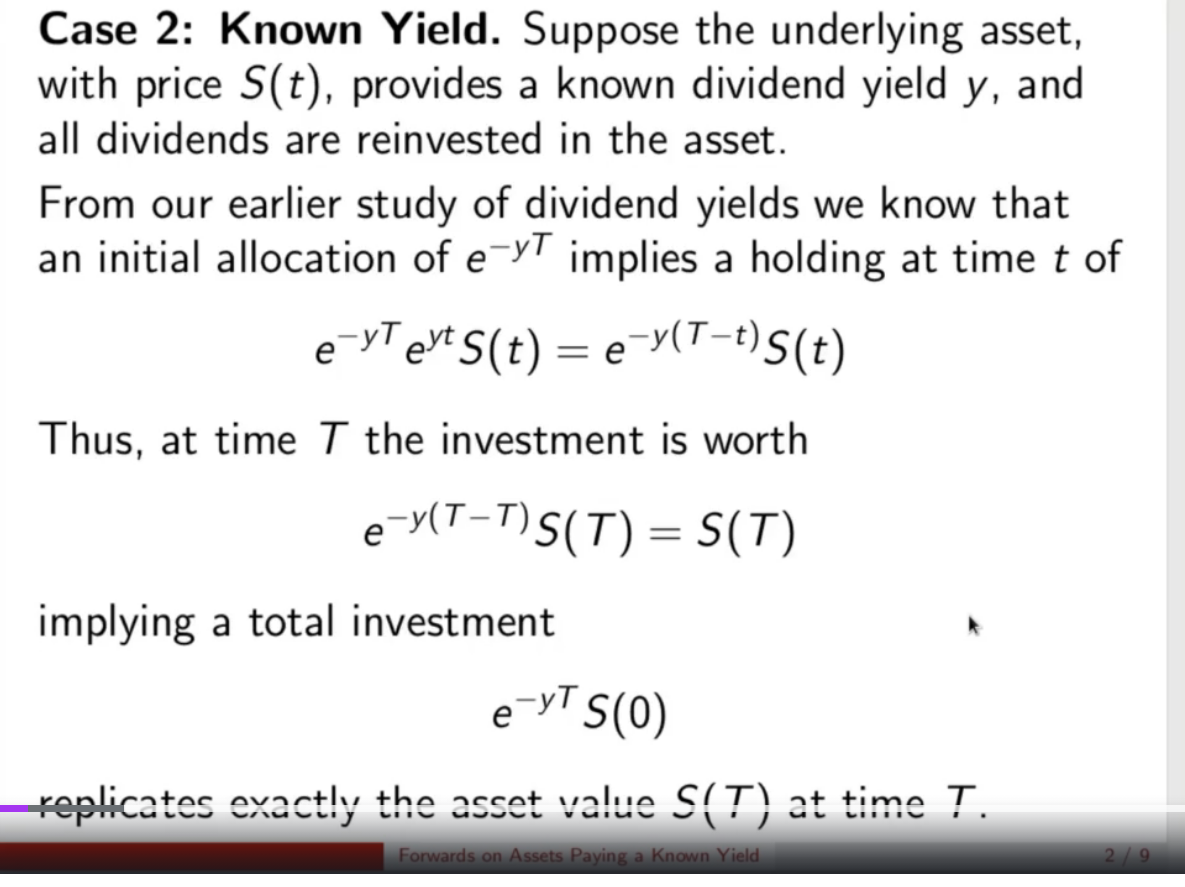 Case 2: Known Yield. Suppose the underlying asset,
with price S(t), provides a known dividend yield y, and
all dividends are reinvested in the asset.
From our earlier study of dividend yields we know that
an initial allocation of e^{-yT} implies a holding at time t of
e^{-yT} e^{yt} S(t) = e^{-y(T-t)} S(t)
Thus, at time T the investment is worth
e^{-y(T-T)} S(T) = S(T)
implying a total investment
e^{-yT} S(0)
replicates exactly the asset value S(T) at time T.
Forwards on Assets Paying a Known Yield 2 / 9